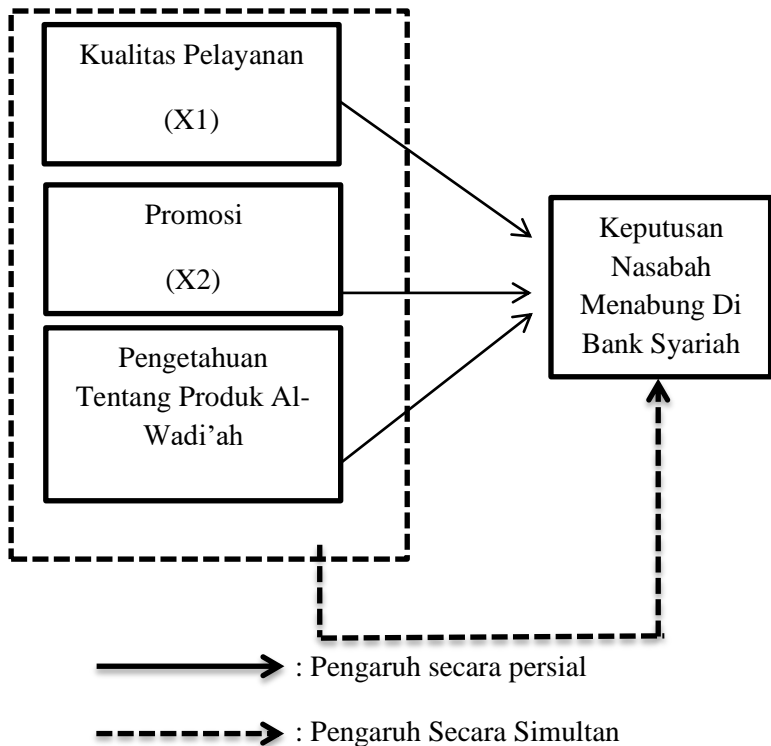 Kualitas Pelayanan
(X1)
Promosi
(X2)
Pengetahuan
Tentang Produk Al-
Wadi’ah
Keputusan
Nasabah
Menabung Di
Bank Syariah
: Pengaruh secara persial
: Pengaruh Secara Simultan